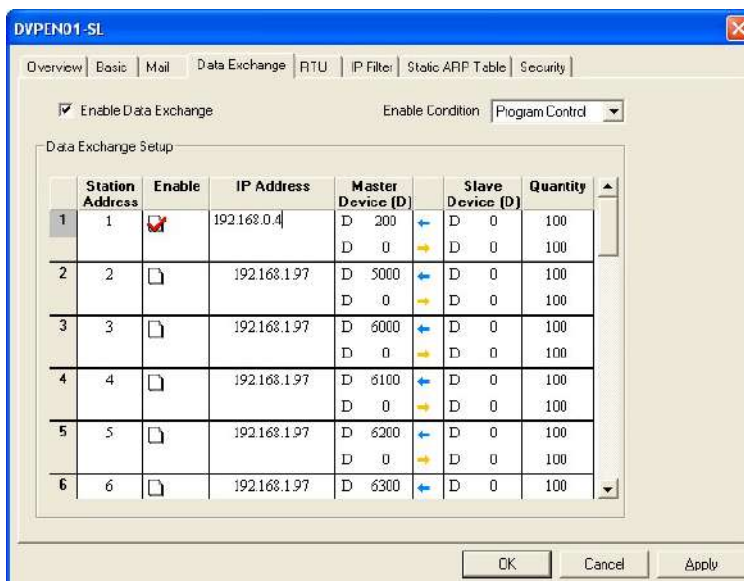 DVPEN01-SL
Overview Basic Mail Data Exchange RTU IP Filter Static ARP Table Security
Enable Data Exchange Enable Condition Program Control
Data Exchange Setup
Station Address Enable IP Address Master Device (D) Slave Device (D) Quantity
1 1 192.168.0.4 D 200 D 0 100
D 0 D 0 100
2 2 192.168.1.97 D 5000 D 0 100
D 0 D 0 100
3 3 192.168.1.97 D 6000 D 0 100
D 0 D 0 100
4 4 192.168.1.97 D 6100 D 0 100
D 0 D 0 100
5 5 192.168.1.97 D 6200 D 0 100
D 0 D 0 100
6 6 192.168.1.97 D 6300 D 0 100
OK Cancel Apply